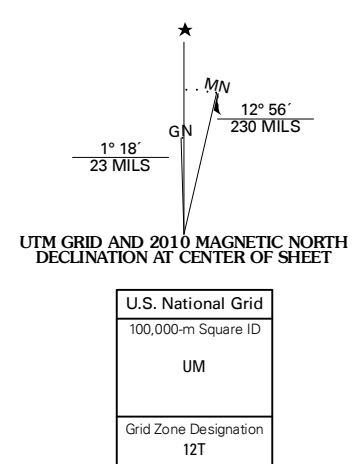 ★
MN
GN
12° 56´
230 MILS
1° 18´
23 MILS
UTM GRID AND 2010 MAGNETIC NORTH
DECLINATION AT CENTER OF SHEET
U.S. National Grid
100,000-m Square ID
UM
Grid Zone Designation
12T